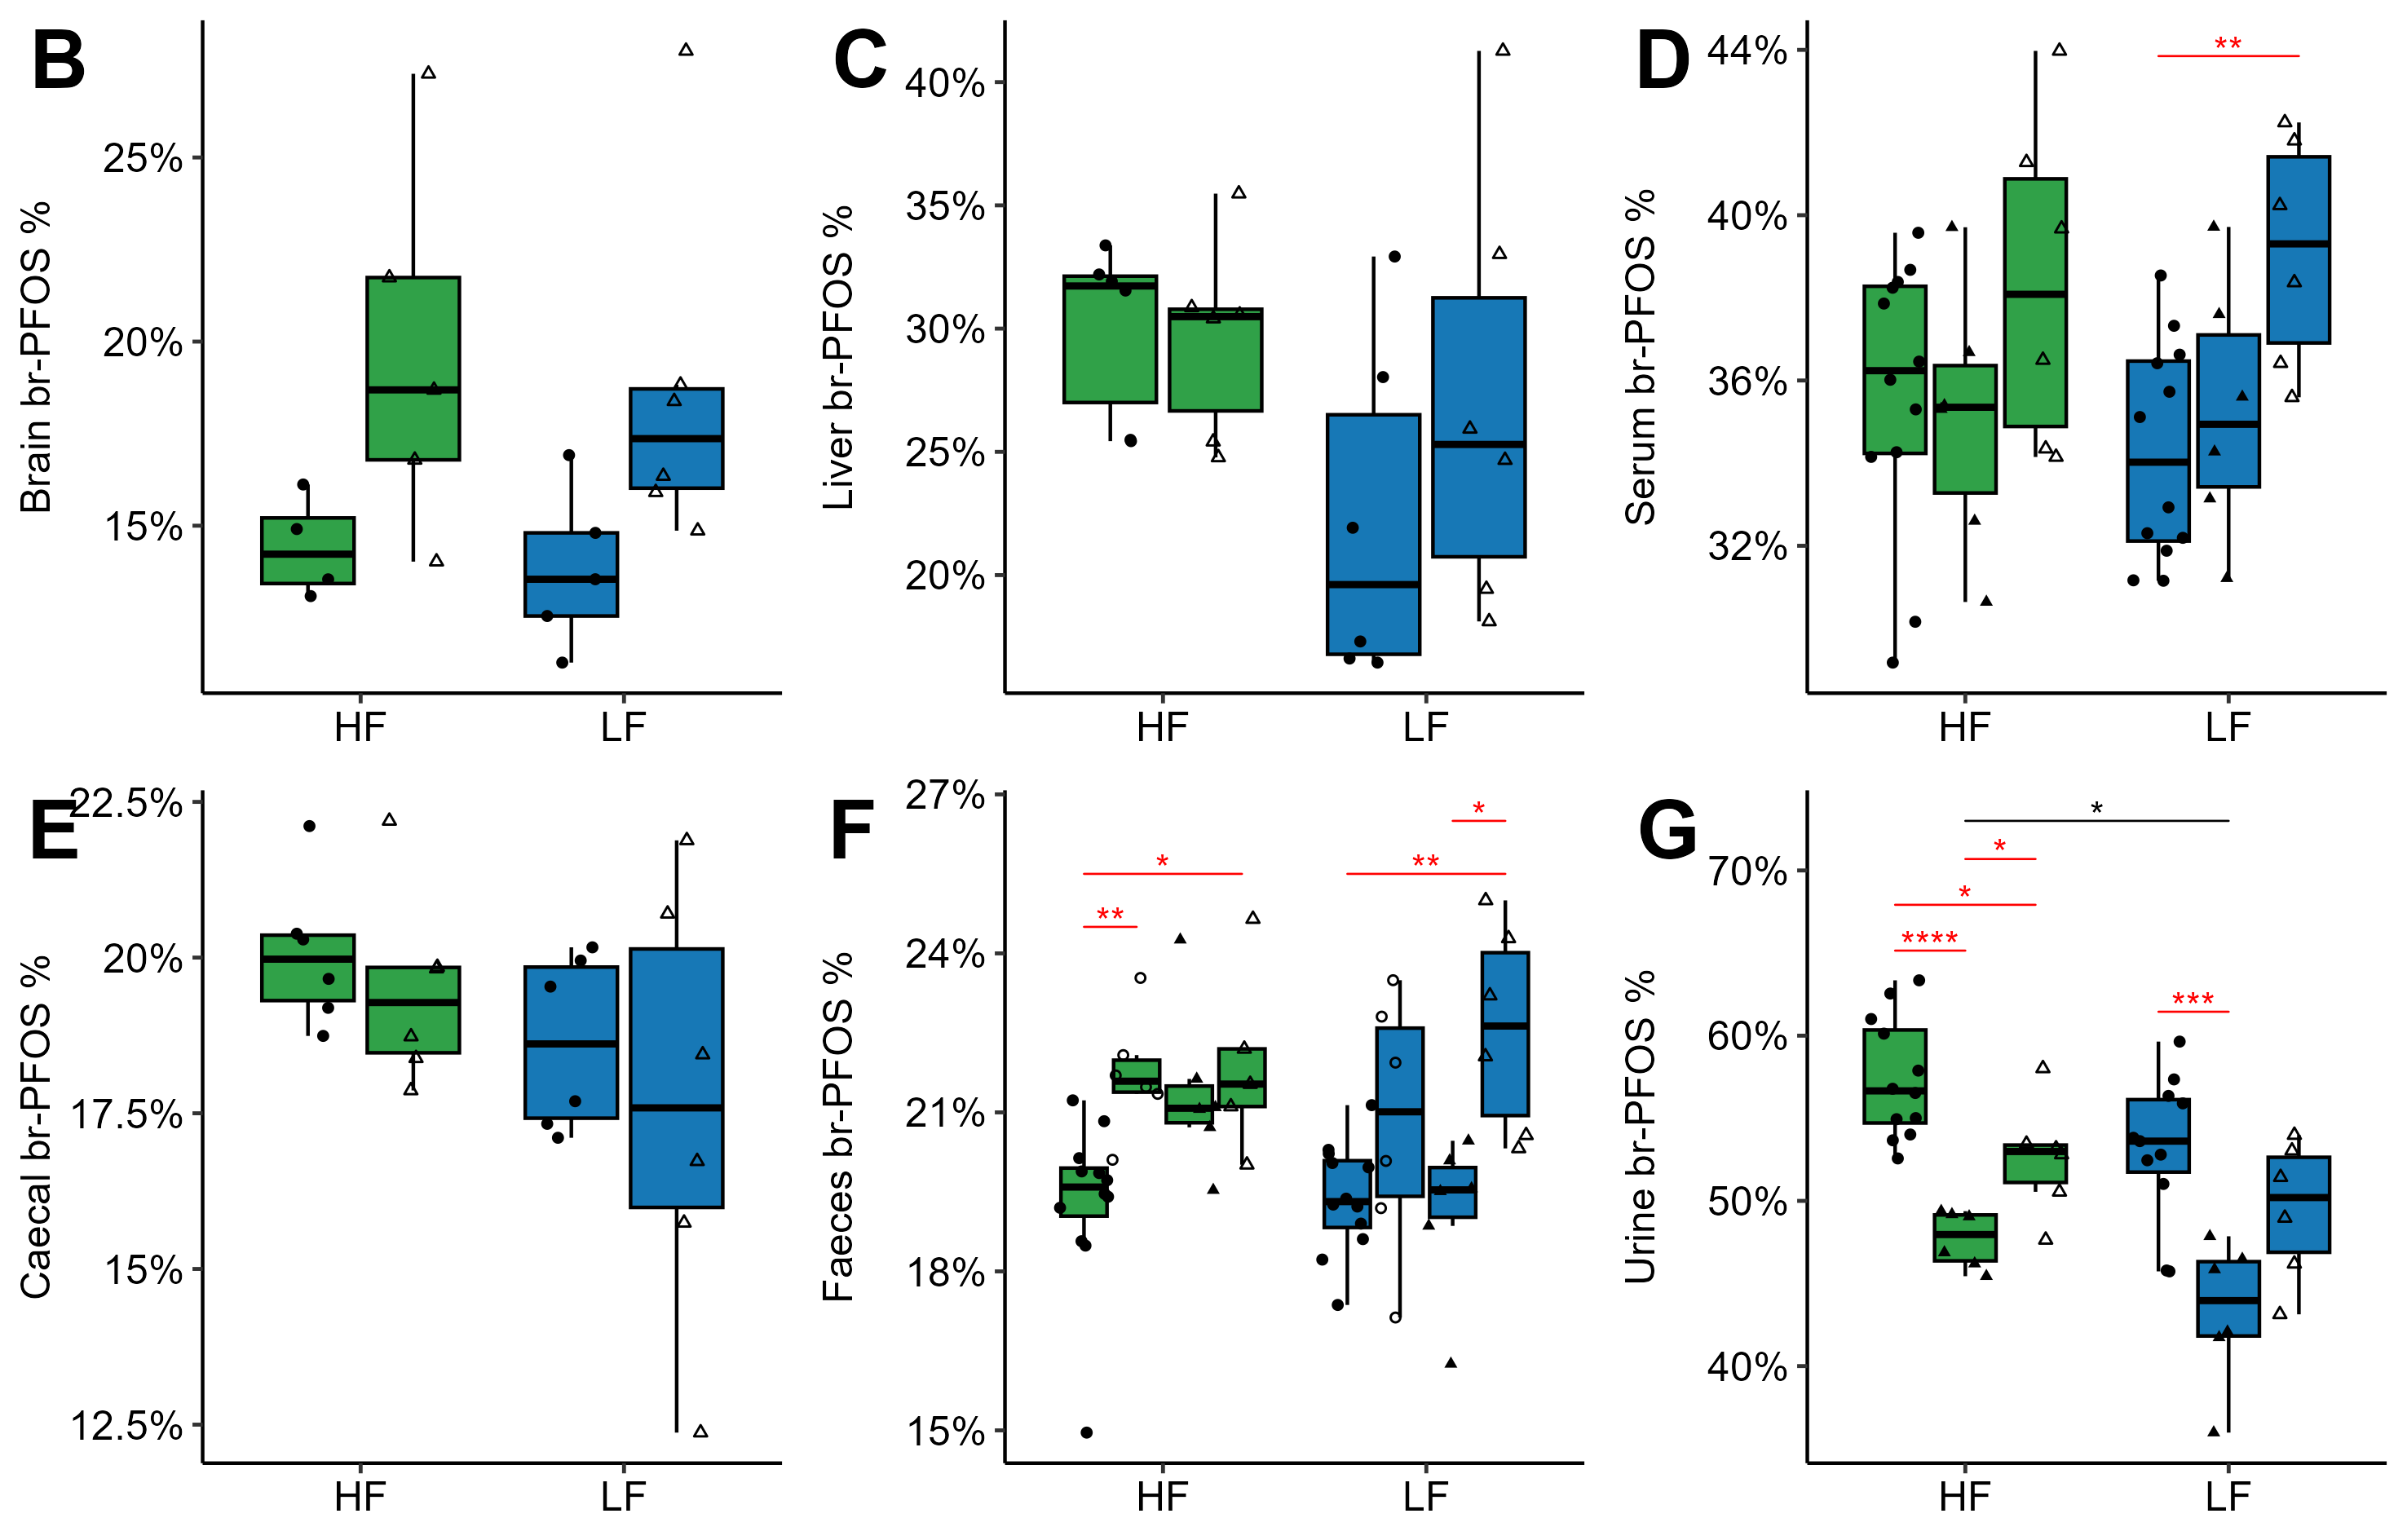 B
Brain br-PFOS %
25%
20%
15%
HF
LF
C
Liver br-PFOS %
40%
35%
30%
25%
20%
HF
LF
D
Serum br-PFOS %
44%
40%
36%
32%
**
HF
LF
E
Caecal br-PFOS %
22.5%
20%
17.5%
15%
12.5%
HF
LF
F
Faeces br-PFOS %
27%
24%
21%
18%
15%
*
**
*
**
HF
LF
G
Urine br-PFOS %
70%
60%
50%
40%
*
*
*
****
***
HF
LF